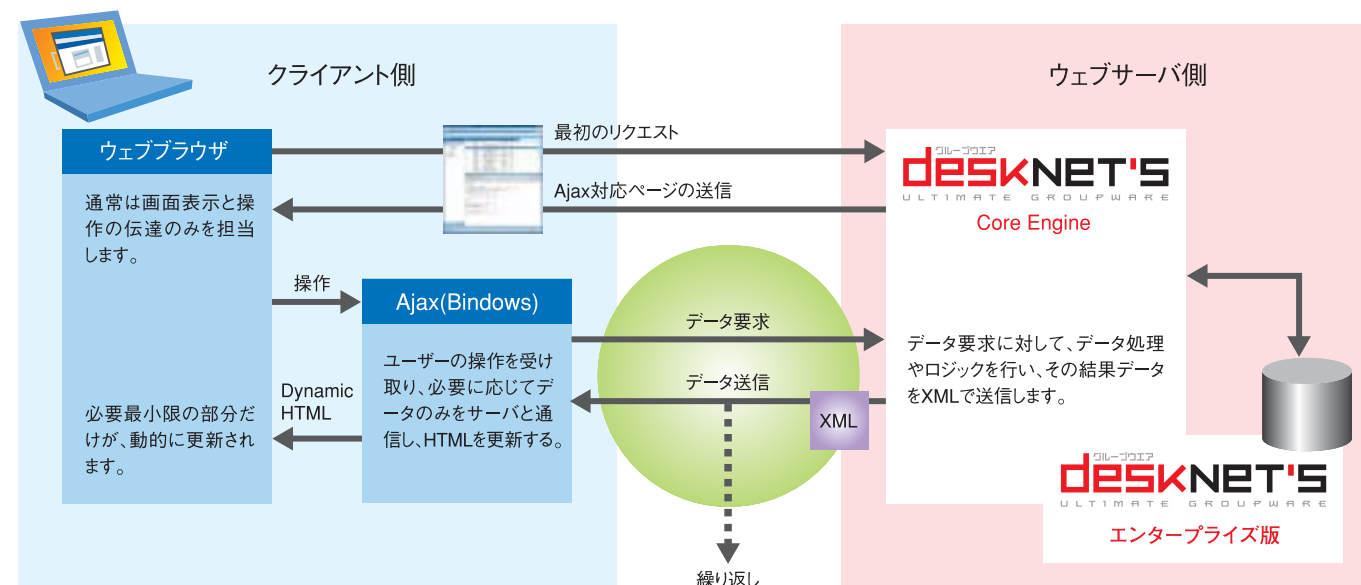 クライアント側
ウェブサーバ側
ウェブブラウザ
通常は画面表示と操
作の伝達のみを担当
します。
必要最小限の部分だ
けが、動的に更新され
ます。
最初のリクエスト
Ajax対応ページの送信
操作
Ajax(Bindows)
ユーザーの操作を受け
取り、必要に応じてデ
ータのみをサーバと通
信し、HTMLを更新する。
Dynamic
HTML
データ要求
データ送信
XML
繰り返し
グループウエア
desknet's
ULTIMATE GROUPWARE
Core Engine
データ要求に対して、データ処理
やロジックを行い、その結果データ
をXMLで送信します。
グループウエア
desknet's
ULTIMATE GROUPWARE
エンタープライズ版